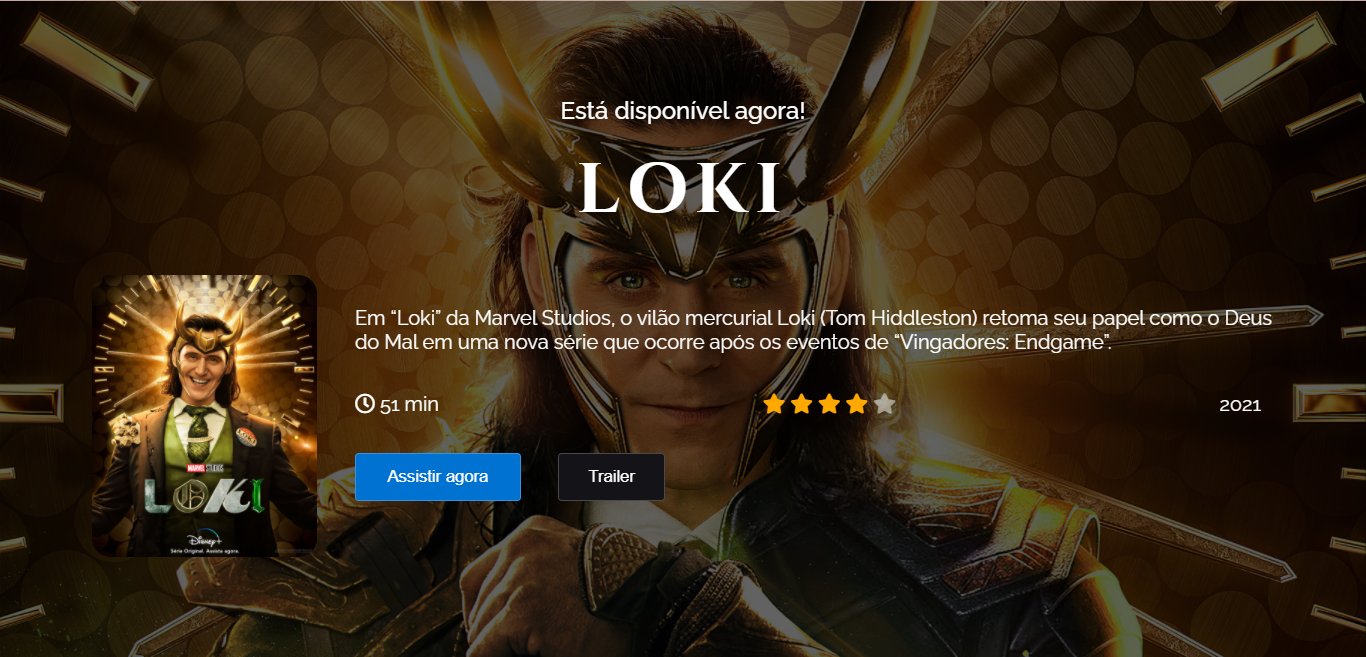 Está disponível agora!
LOKI
Em “Loki” da Marvel Studios, o vilão mercurial Loki (Tom Hiddleston) retoma seu papel como o Deus
do Mal em uma nova série que ocorre após os eventos de “Vingadores: Endgame”.
51 min
2021
Assistir agora
Trailer
MARVEL STUDIOS
LOKI
Disney+
Série Original. Assista agora.